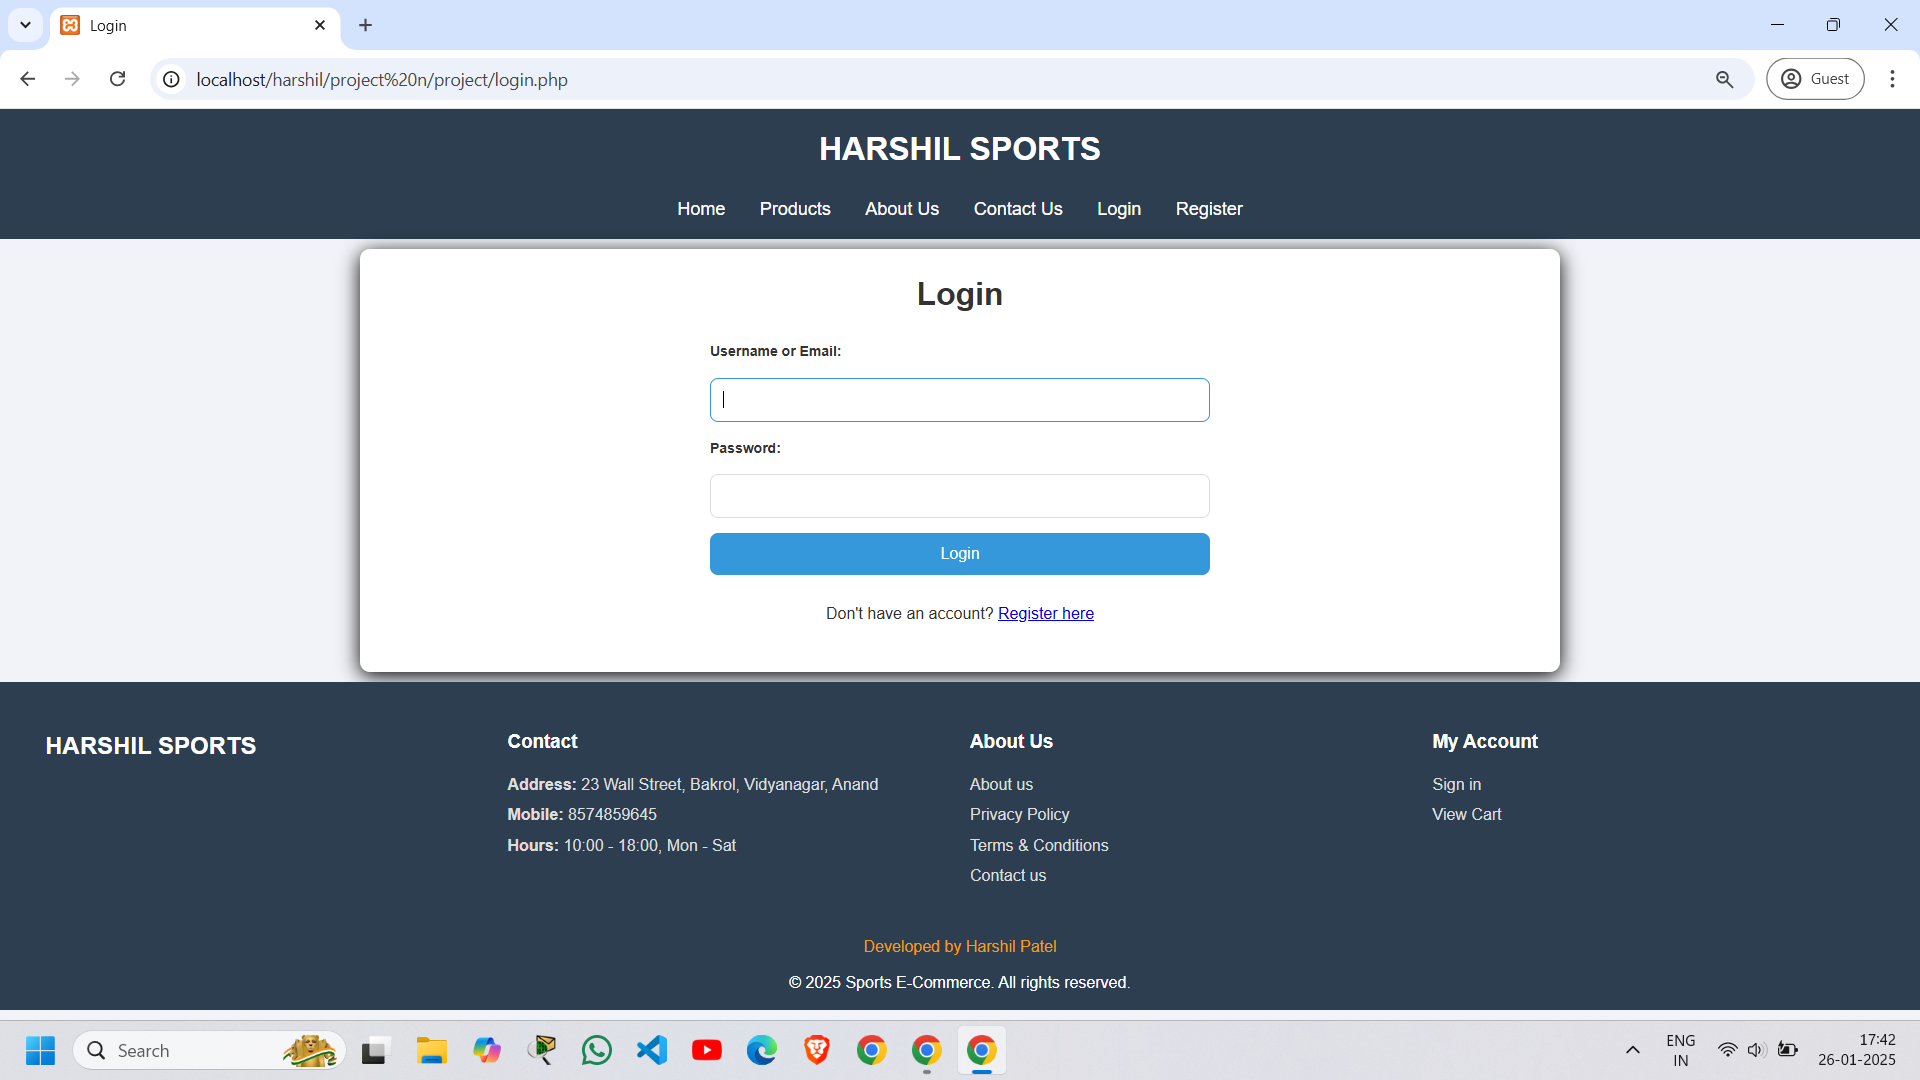 Login
localhost/harshil/project%20n/project/login.php
Guest
HARSHIL SPORTS
Home Products About Us Contact Us Login Register
Login
Username or Email:
Password:
Login
Don't have an account? Register here
HARSHIL SPORTS
Contact
Address: 23 Wall Street, Bakrol, Vidyanagar, Anand
Mobile: 8574859645
Hours: 10:00 - 18:00, Mon - Sat
About Us
About us
Privacy Policy
Terms & Conditions
Contact us
My Account
Sign in
View Cart
Developed by Harshil Patel
© 2025 Sports E-Commerce. All rights reserved.
Search
ENG
IN
17:42
26-01-2025